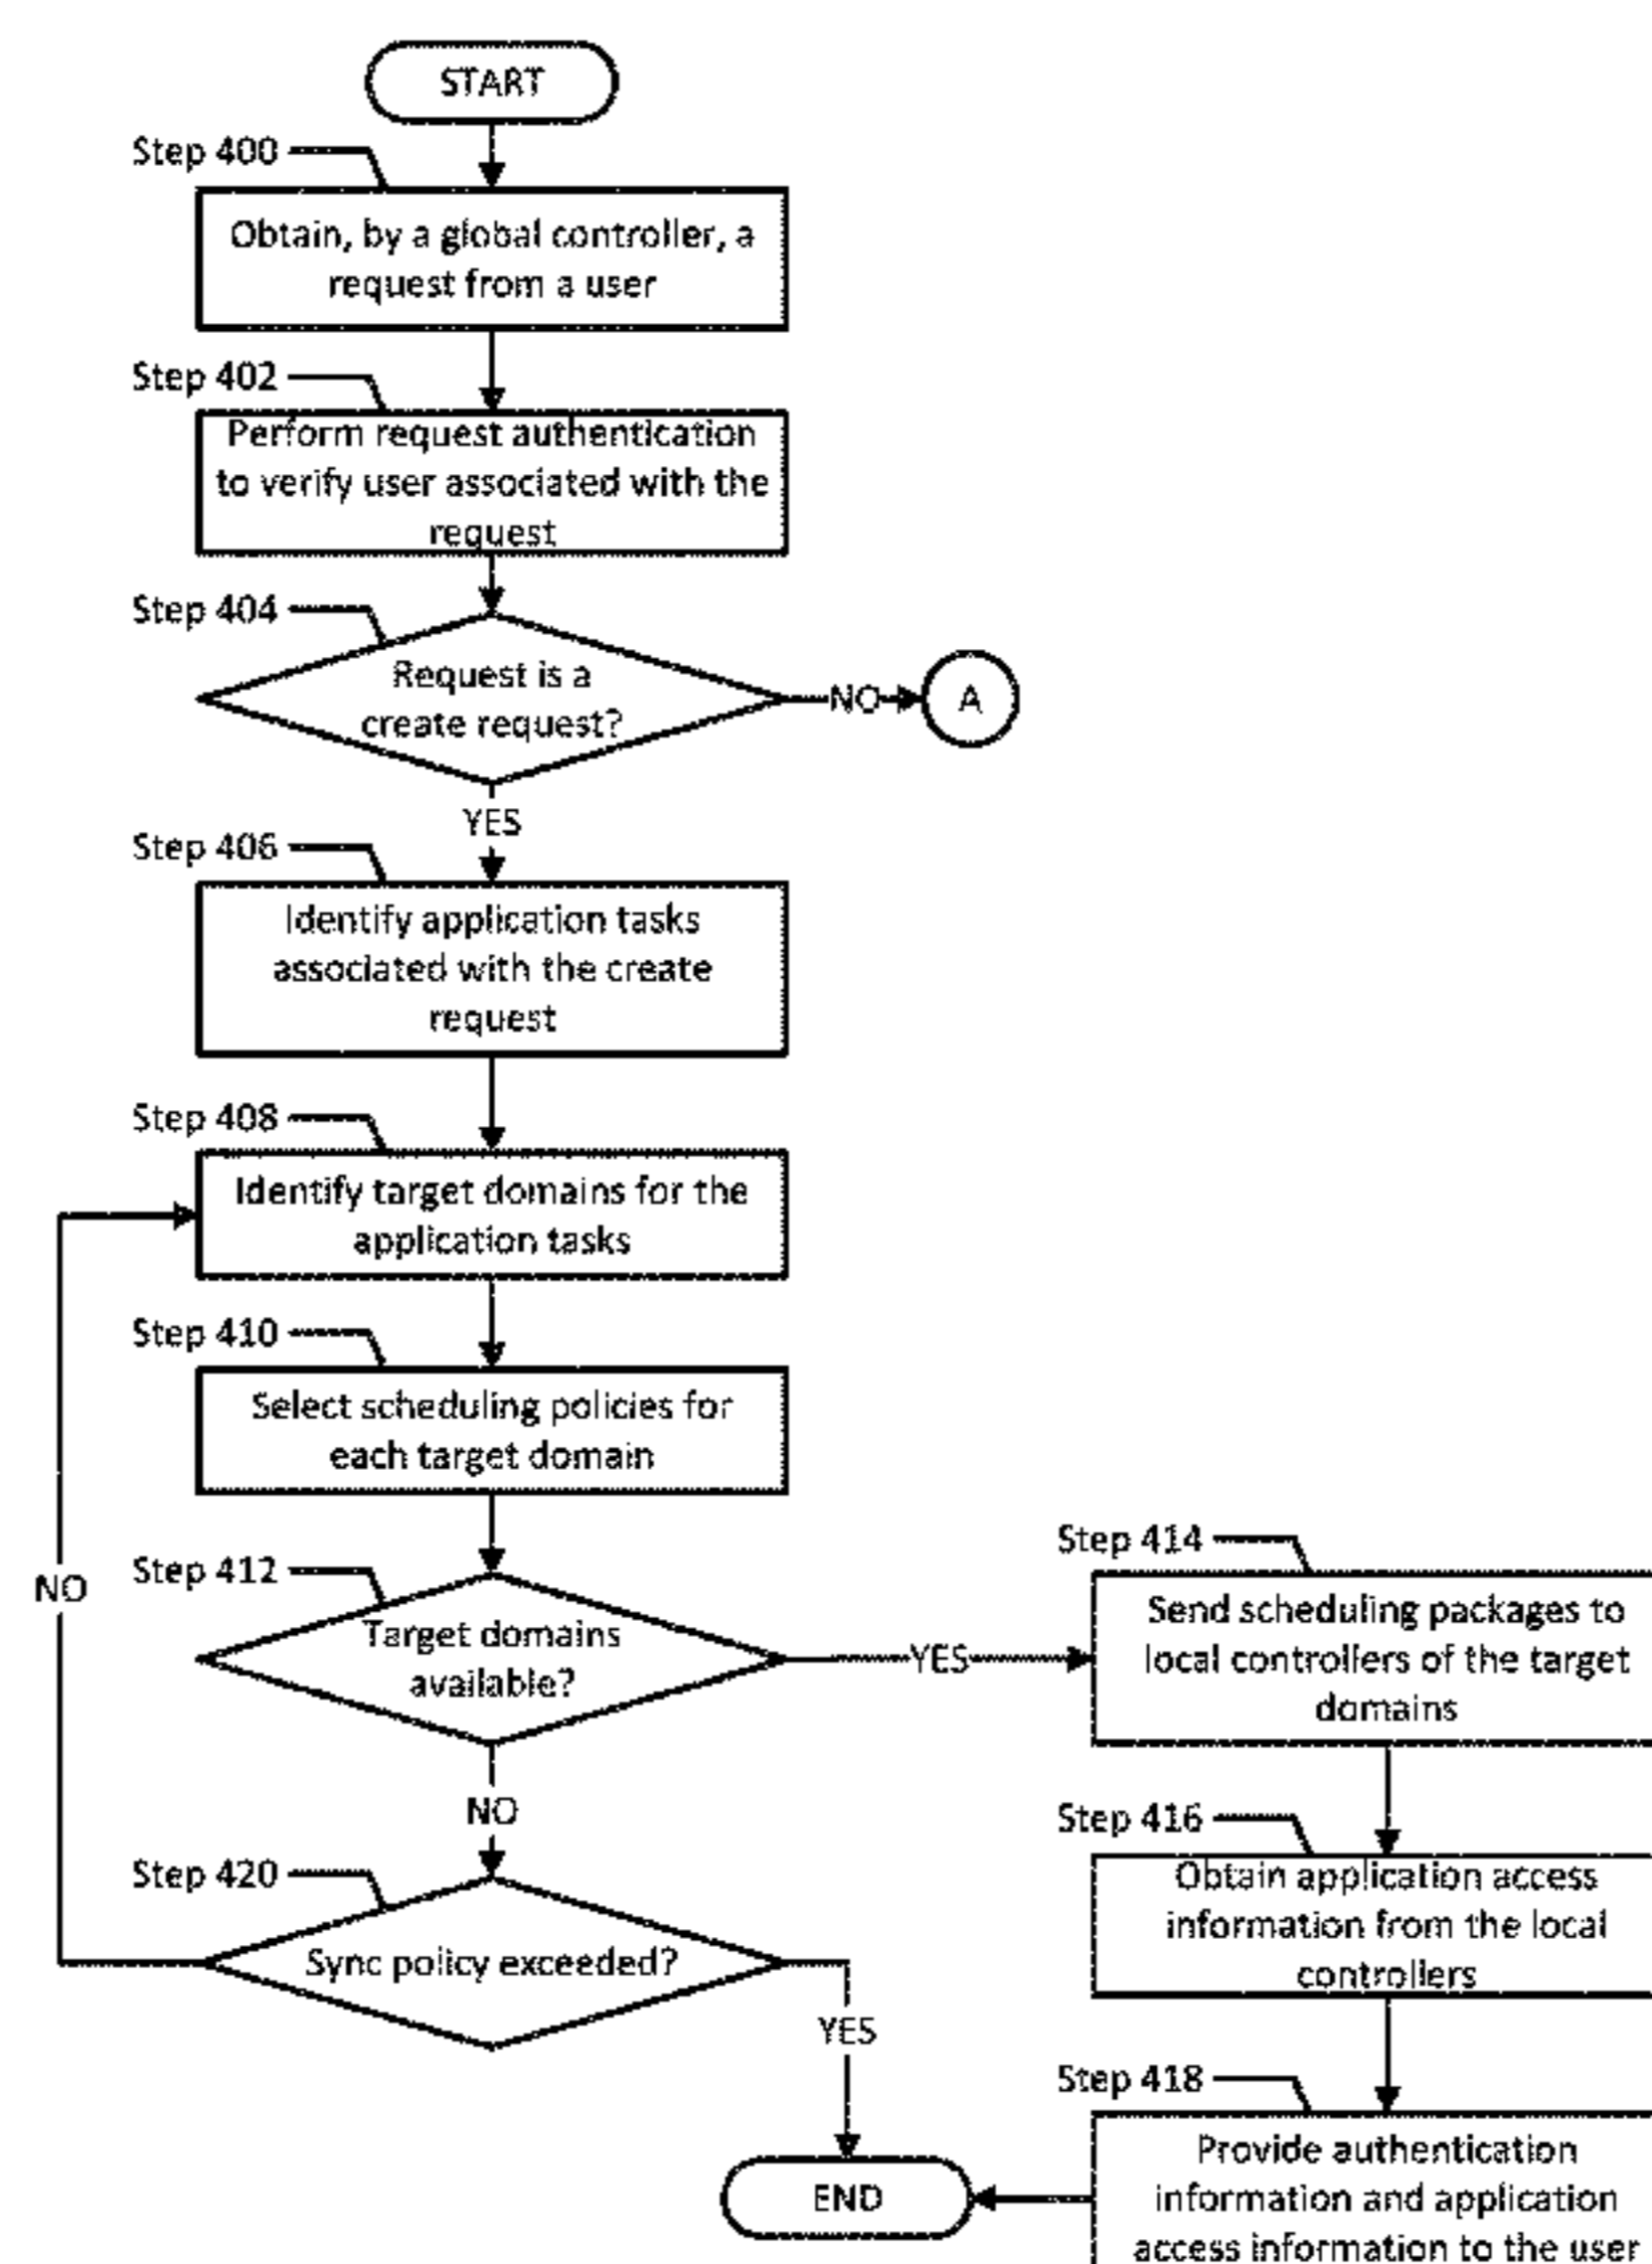 START
Step 400
Obtain, by a global controller, a
request from a user
Step 402
Perform request authentication
to verify user associated with the
request
Step 404
Request is a
create request?
NO
A
YES
Step 406
Identify application tasks
associated with the create
request
Step 408
Identify target domains for the
application tasks
Step 410
Select scheduling policies for
each target domain
Step 412
Target domains
available?
YES
Step 414
Send scheduling packages to
local controllers of the target
domains
NO
NO
Step 416
Obtain application access
information from the local
controllers
Step 420
Sync policy exceeded?
YES
Step 418
Provide authentication
information and application
access information to the user
END